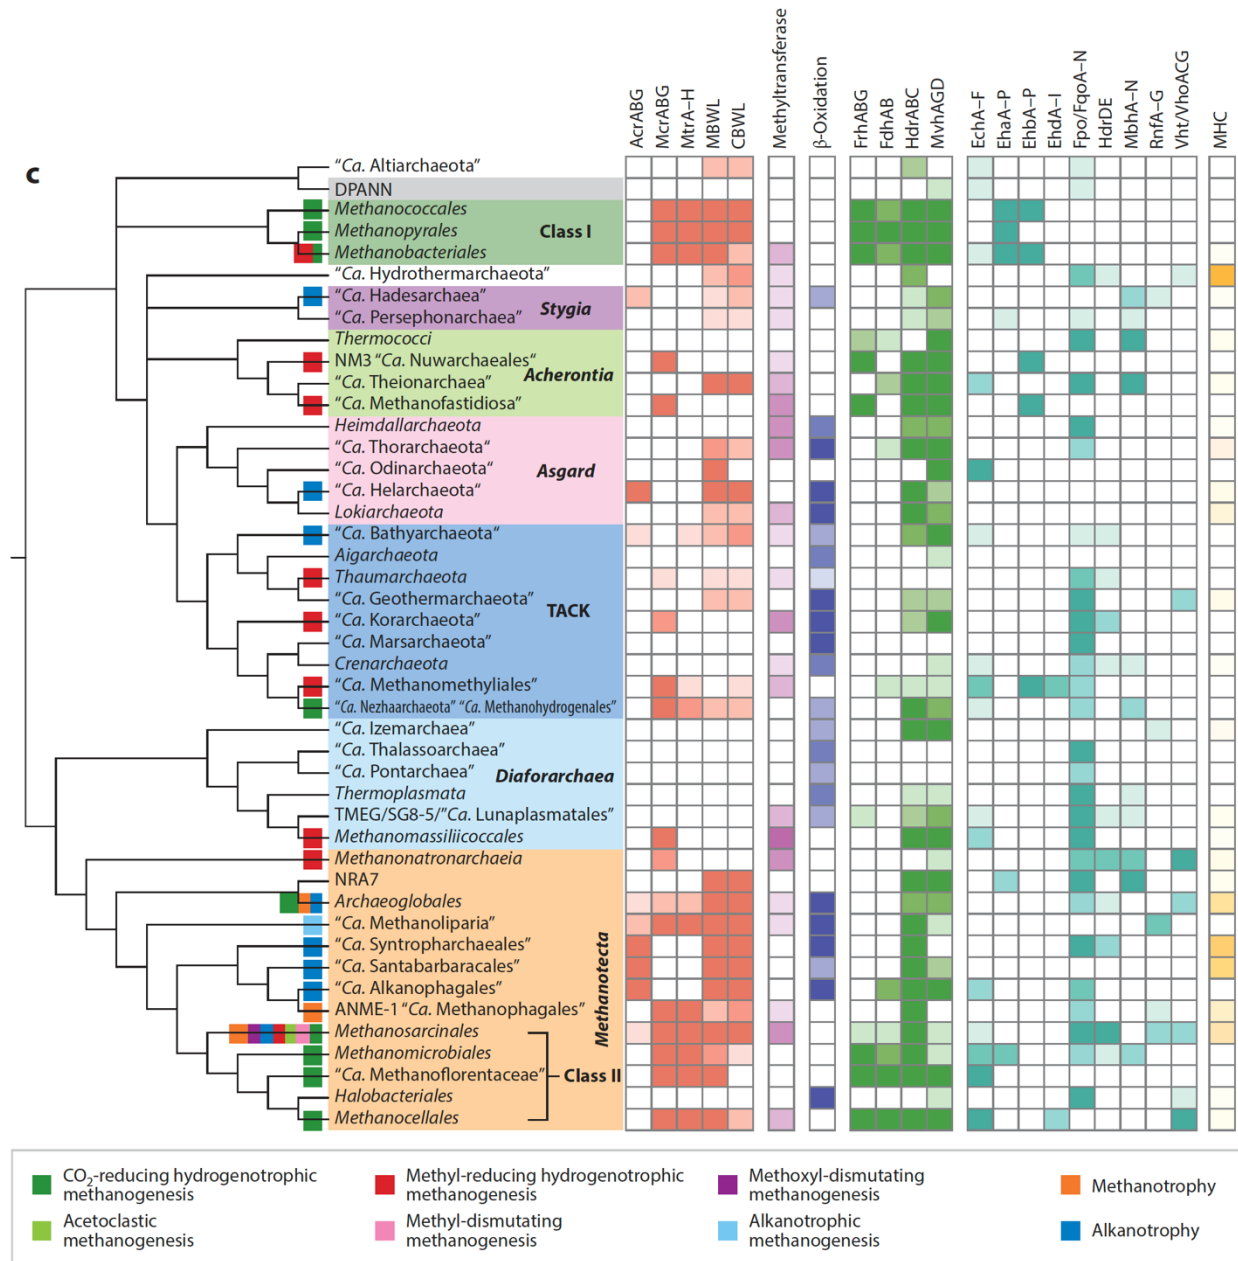 c
AcrABG
McrABG
MtrA–H
MBWL
CBWL
Methyltransferase
β-Oxidation
FrhABG
FdhAB
HdrABC
MvhAGD
EchA–F
EhaA–P
EhbA–P
EhdA–I
Fpo/FqoA–N
HdrDE
MbhA–N
RnfA–G
Vht/VhoACG
MHC
“Ca. Altiarchaeota”
DPANN
Methanococcales
Methanopyrales
Class I
Methanobacteriales
“Ca. Hydrothermarchaeota”
“Ca. Hadesarchaea”
Stygia
“Ca. Persephonarchaea”
Thermococci
NM3 “Ca. Nuwarchaeales“
Acherontia
“Ca. Theionarchaea”
“Ca. Methanofastidiosa”
Heimdallarchaeota
“Ca. Thorarchaeota“
Asgard
“Ca. Odinarchaeota“
“Ca. Helarchaeota“
Lokiarchaeota
“Ca. Bathyarchaeota“
Aigarchaeota
Thaumarchaeota
“Ca. Geothermarchaeota”
TACK
“Ca. Korarchaeota”
“Ca. Marsarchaeota”
Crenarchaeota
“Ca. Methanomethyliales”
“Ca. Nezhaarchaeota” “Ca. Methanohydrogenales”
“Ca. Izemarchaea”
“Ca. Thalassoarchaea”
“Ca. Pontarchaea”
Diaforarchaea
Thermoplasmata
TMEG/SG8-5/”Ca. Lunaplasmatales”
Methanomassiliicoccales
Methanonatronarchaeia
NRA7
Archaeoglobales
“Ca. Methanoliparia”
“Ca. Syntropharchaeales”
“Ca. Santabarbaracales”
“Ca. Alkanophagales”
Methanotecta
ANME-1 “Ca. Methanophagales”
Methanosarcinales
Methanomicrobiales
“Ca. Methanoflorentaceae”
Class II
Halobacteriales
Methanocellales
CO₂-reducing hydrogenotrophic
methanogenesis
Methyl-reducing hydrogenotrophic
methanogenesis
Methoxyl-dismutating
methanogenesis
Methanotrophy
Acetoclastic
methanogenesis
Methyl-dismutating
methanogenesis
Alkanotrophic
methanogenesis
Alkanotrophy